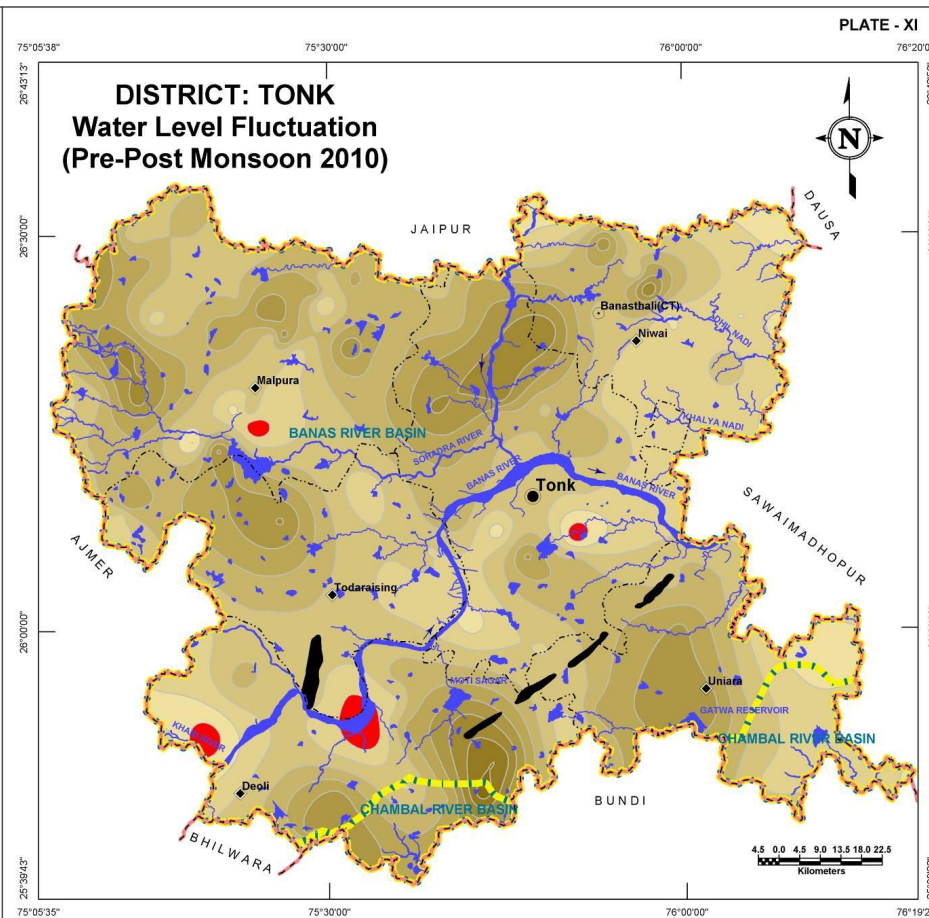 PLATE - XI
75°05'38"
75°30'00"
76°00'00"
26°43'13"
DISTRICT: TONK
Water Level Fluctuation
(Pre-Post Monsoon 2010)
N
DAUSA
JAIPUR
26°30'00"
Banasthali(CT)
Niwai
Malpura
KHALYA NADI
BANAS RIVER BASIN
SOHADRA RIVER
BANAS RIVER
BANAS RIVER
Tonk
SAWAIMADHOPUR
AJMER
Todaraising
26°00'00"
MOTI SAGAR
Uniara
GATWA RESERVOIR
CHAMBAL RIVER BASIN
Deoli
CHAMBAL RIVER BASIN
BUNDI
BHILWARA
4.5 0.0 4.5 9.0 13.5 18.0 22.5
Kilometers
25°39'43"
75°05'35"
75°30'00"
76°00'00"